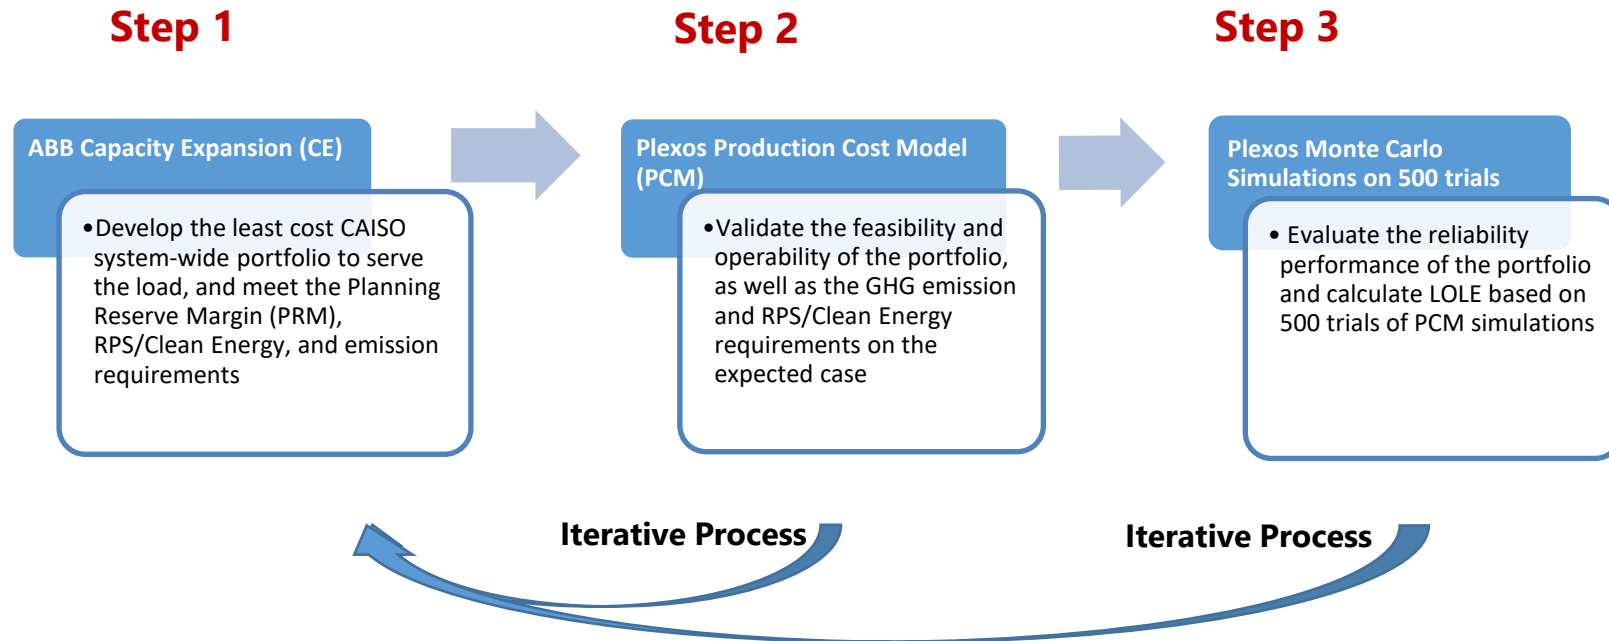 Step 1
Step 2
Step 3
ABB Capacity Expansion (CE)
•Develop the least cost CAISO
system-wide portfolio to serve
the load, and meet the Planning
Reserve Margin (PRM),
RPS/Clean Energy, and emission
requirements
Plexos Production Cost Model
(PCM)
•Validate the feasibility and
operability of the portfolio,
as well as the GHG emission
and RPS/Clean Energy
requirements on the
expected case
Plexos Monte Carlo
Simulations on 500 trials
• Evaluate the reliability
performance of the portfolio
and calculate LOLE based on
500 trials of PCM simulations
Iterative Process
Iterative Process